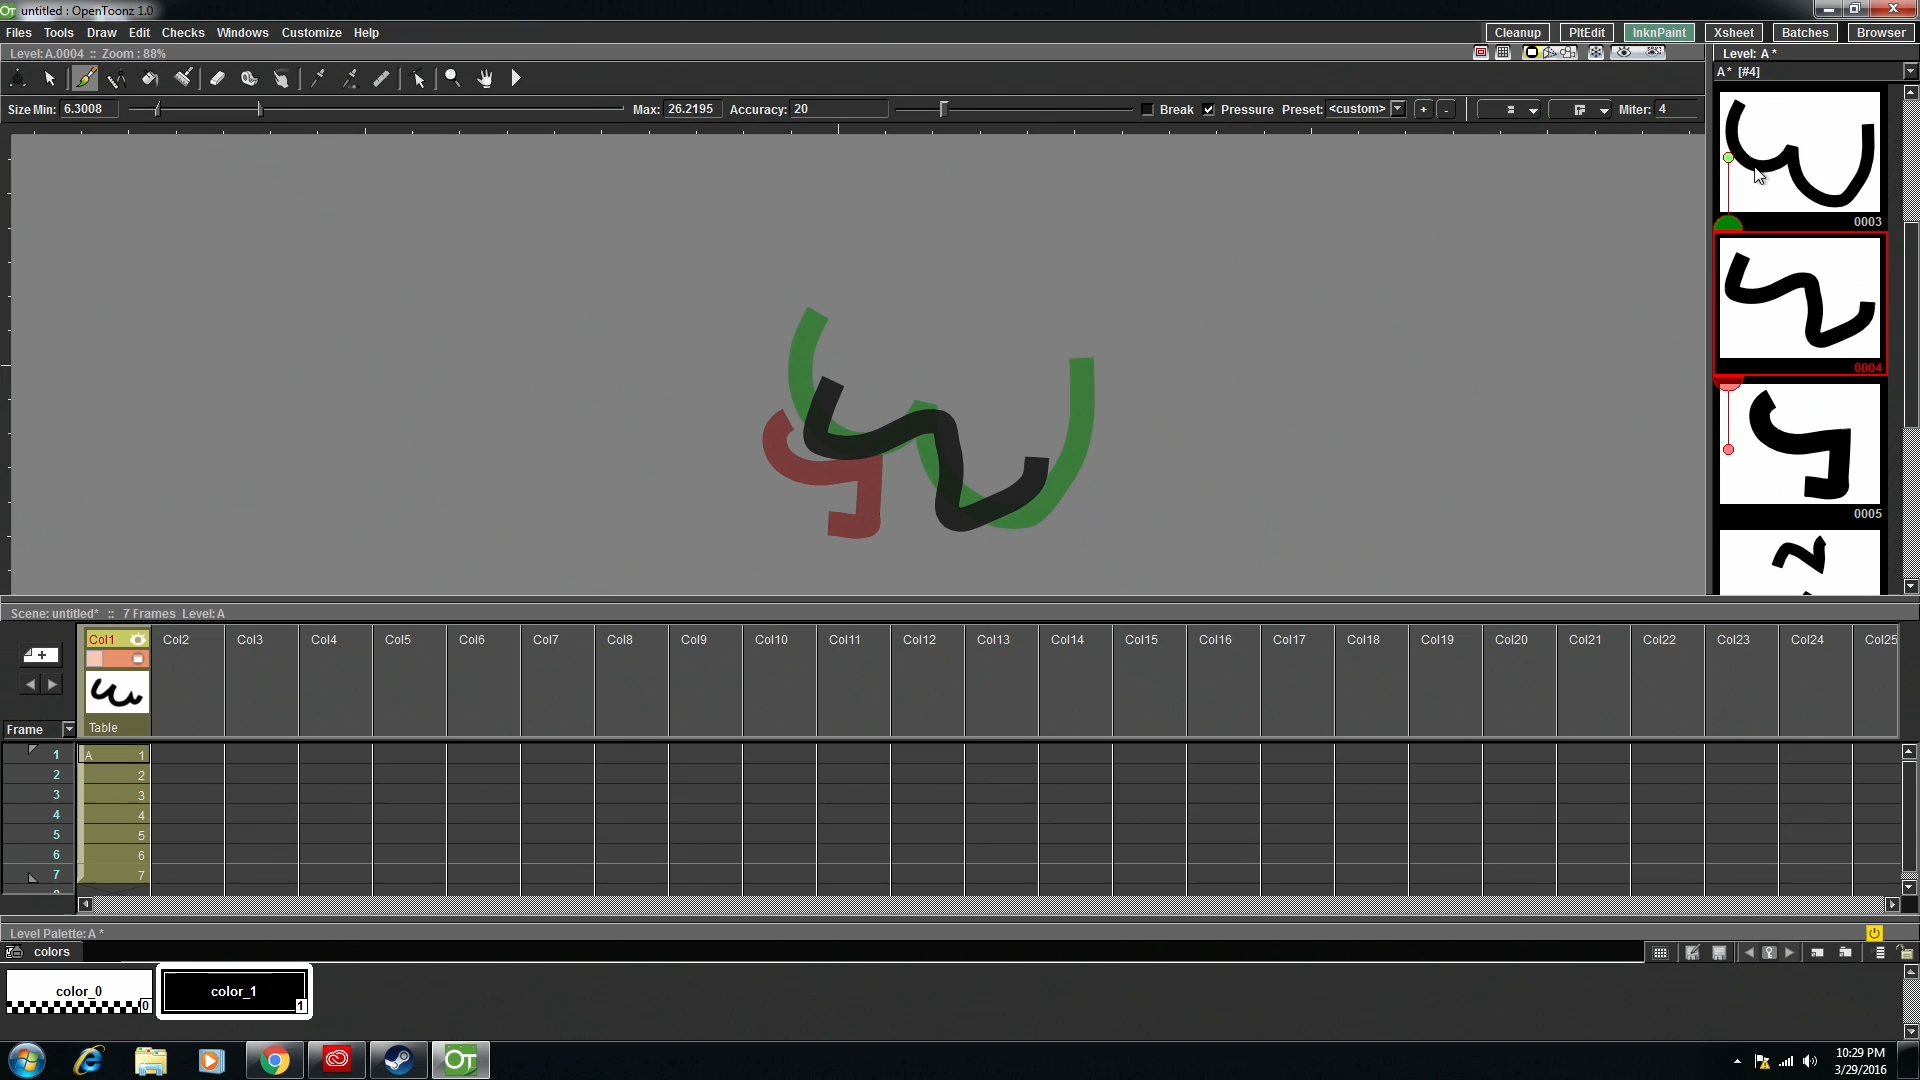 untitled : OpenToonz 1.0
Files Tools Draw Edit Checks Windows Customize Help
Cleanup PltEdit InknPaint Xsheet Batches Browser
Level:A.0004 :: Zoom : 88%
Level: A *
A* [#4]
Size Min: 6.3008 Max: 26.2195 Accuracy: 20 Break Pressure Preset: <custom> + - Miter: 4
0003
0004
0005
Scene: untitled* :: 7 Frames Level:A
Col1 Col2 Col3 Col4 Col5 Col6 Col7 Col8 Col9 Col10 Col11 Col12 Col13 Col14 Col15 Col16 Col17 Col18 Col19 Col20 Col21 Col22 Col23 Col24 Col25
Frame Table
1 A 1
2 2
3 3
4 4
5 5
6 6
7 7
Level Palette:A *
colors
color_0 0
color_1 1
OT
10:29 PM
3/29/2016